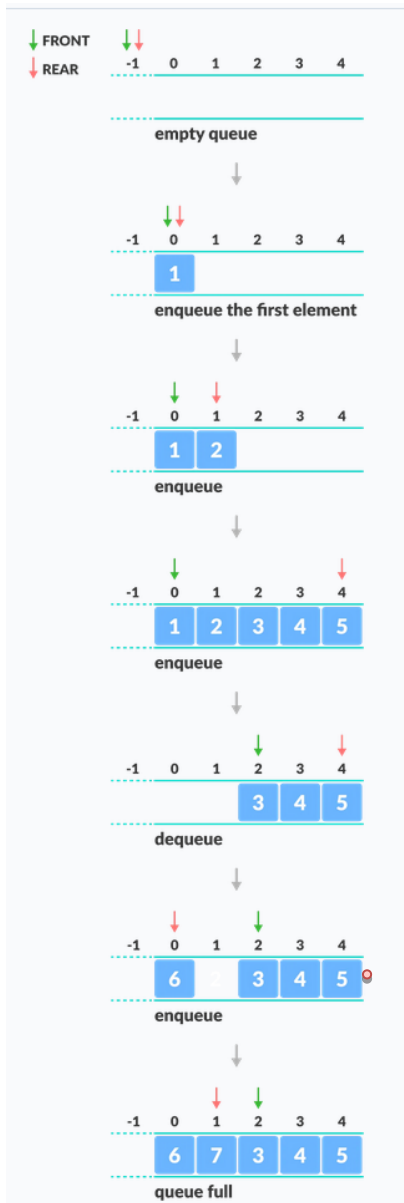 FRONT
REAR
-1 0 1 2 3 4
empty queue
-1 0 1 2 3 4
1
enqueue the first element
-1 0 1 2 3 4
1 2
enqueue
-1 0 1 2 3 4
1 2 3 4 5
enqueue
-1 0 1 2 3 4
3 4 5
dequeue
-1 0 1 2 3 4
6 2 3 4 5
enqueue
-1 0 1 2 3 4
6 7 3 4 5
queue full